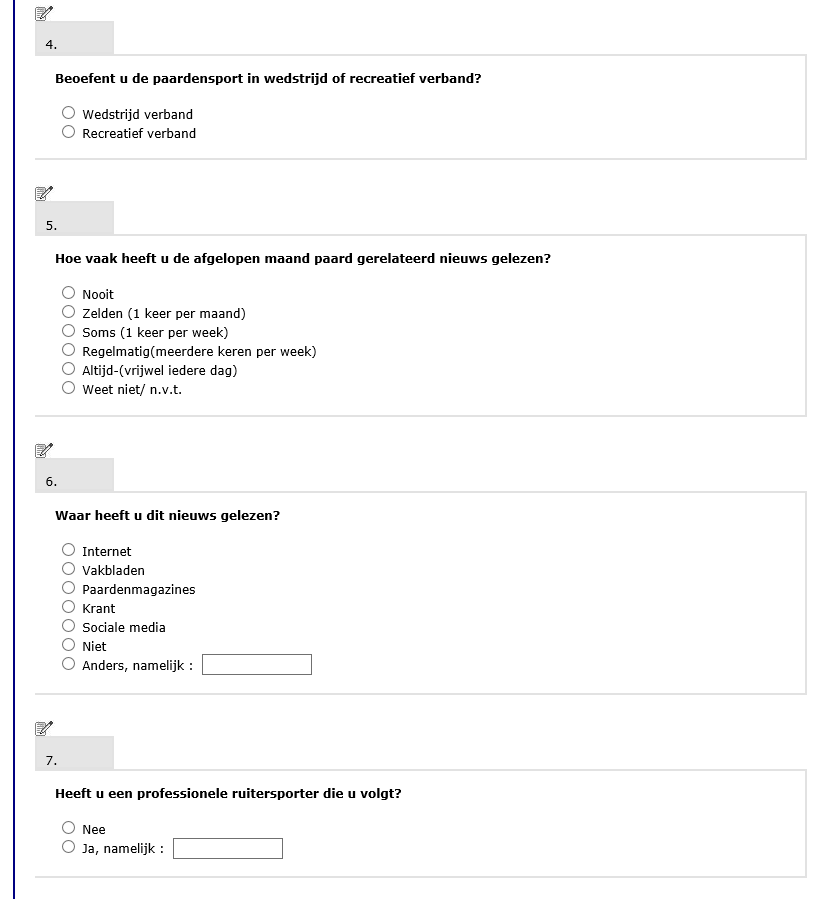 4.
Beoefent u de paardensport in wedstrijd of recreatief verband?
Wedstrijd verband
Recreatief verband
5.
Hoe vaak heeft u de afgelopen maand paard gerelateerd nieuws gelezen?
Nooit
Zelden (1 keer per maand)
Soms (1 keer per week)
Regelmatig(meerdere keren per week)
Altijd-(vrijwel iedere dag)
Weet niet/ n.v.t.
6.
Waar heeft u dit nieuws gelezen?
Internet
Vakbladen
Paardenmagazines
Krant
Sociale media
Niet
Anders, namelijk :
7.
Heeft u een professionele ruitersporter die u volgt?
Nee
Ja, namelijk :